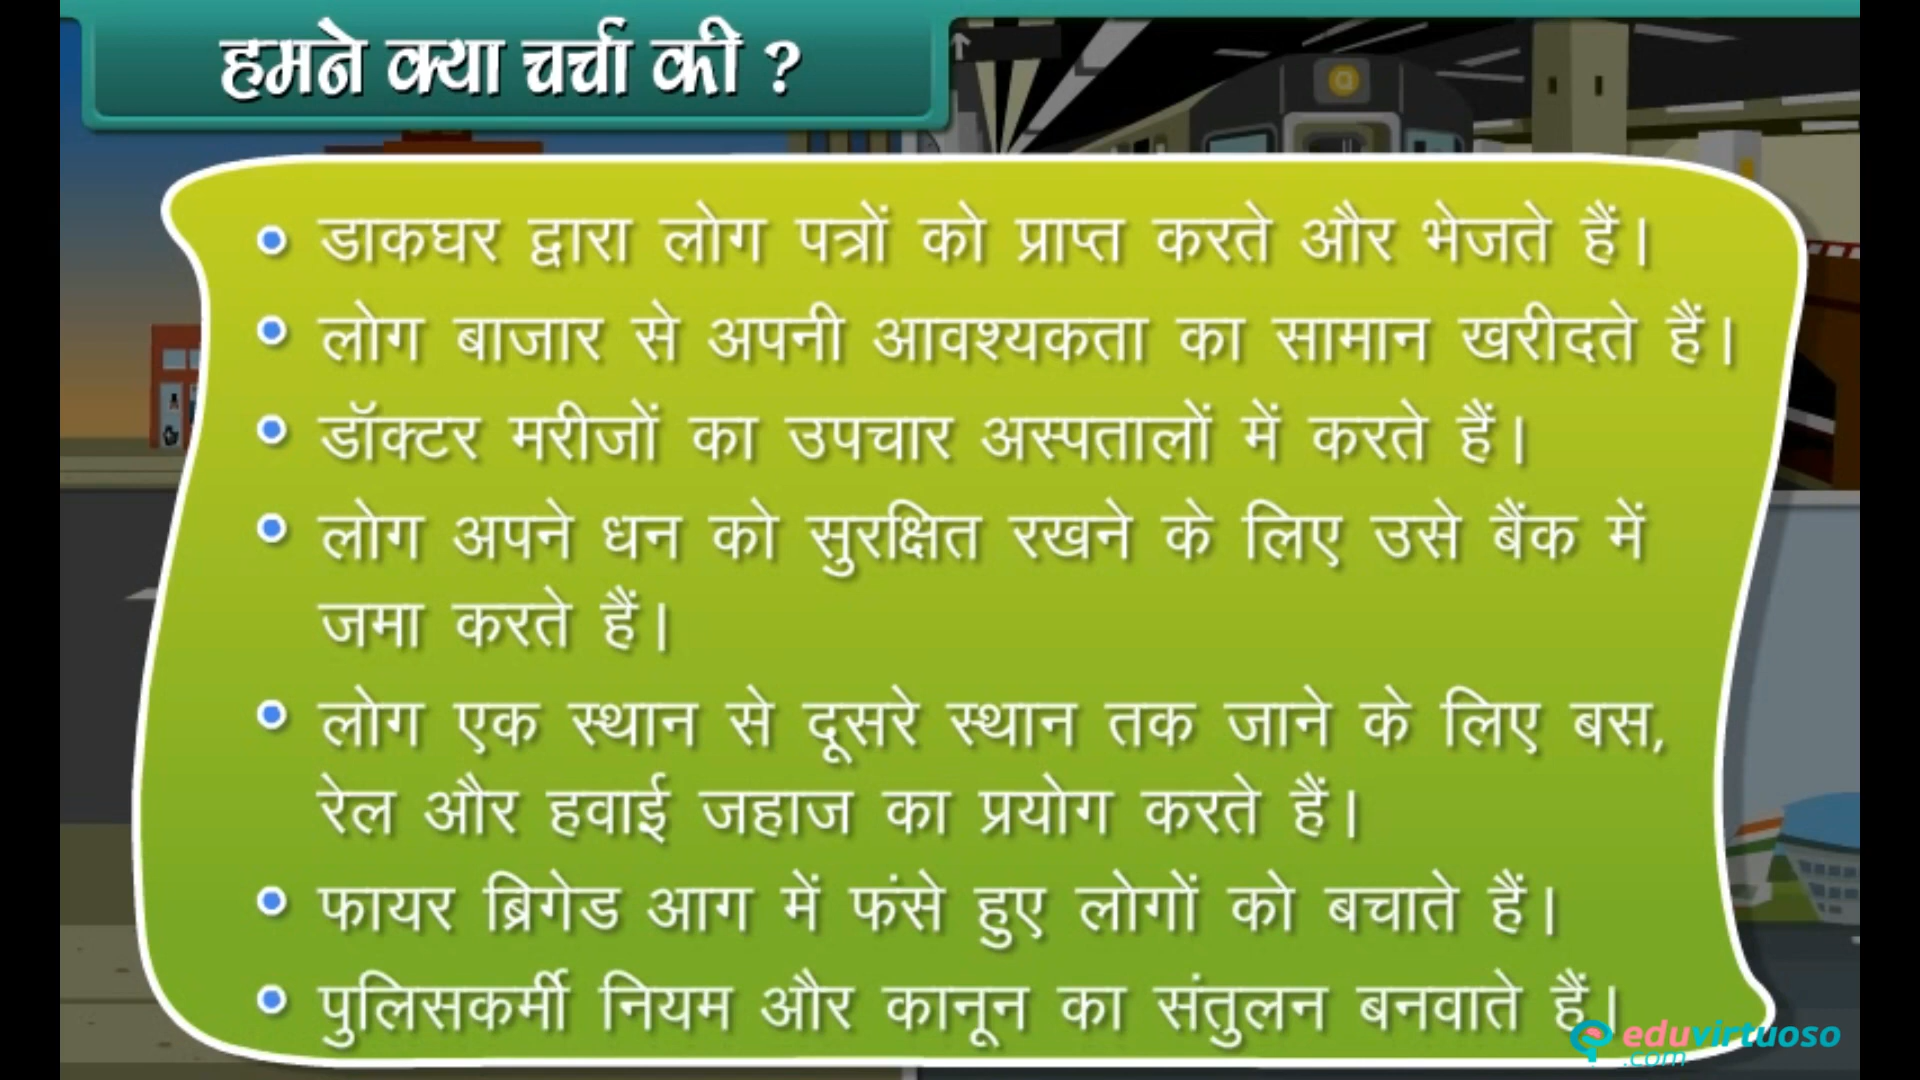 हमने क्या चर्चा की ?
Q
• डाकघर द्वारा लोग पत्रों को प्राप्त करते और भेजते हैं।
• लोग बाजार से अपनी आवश्यकता का सामान खरीदते हैं।
• डॉक्टर मरीजों का उपचार अस्पतालों में करते हैं।
• लोग अपने धन को सुरक्षित रखने के लिए उसे बैंक में
जमा करते हैं।
• लोग एक स्थान से दूसरे स्थान तक जाने के लिए बस,
रेल और हवाई जहाज का प्रयोग करते हैं।
• फायर ब्रिगेड आग में फंसे हुए लोगों को बचाते हैं।
• पुलिसकर्मी नियम और कानून का संतुलन बनवाते हैं।
eduvirtuoso
.com